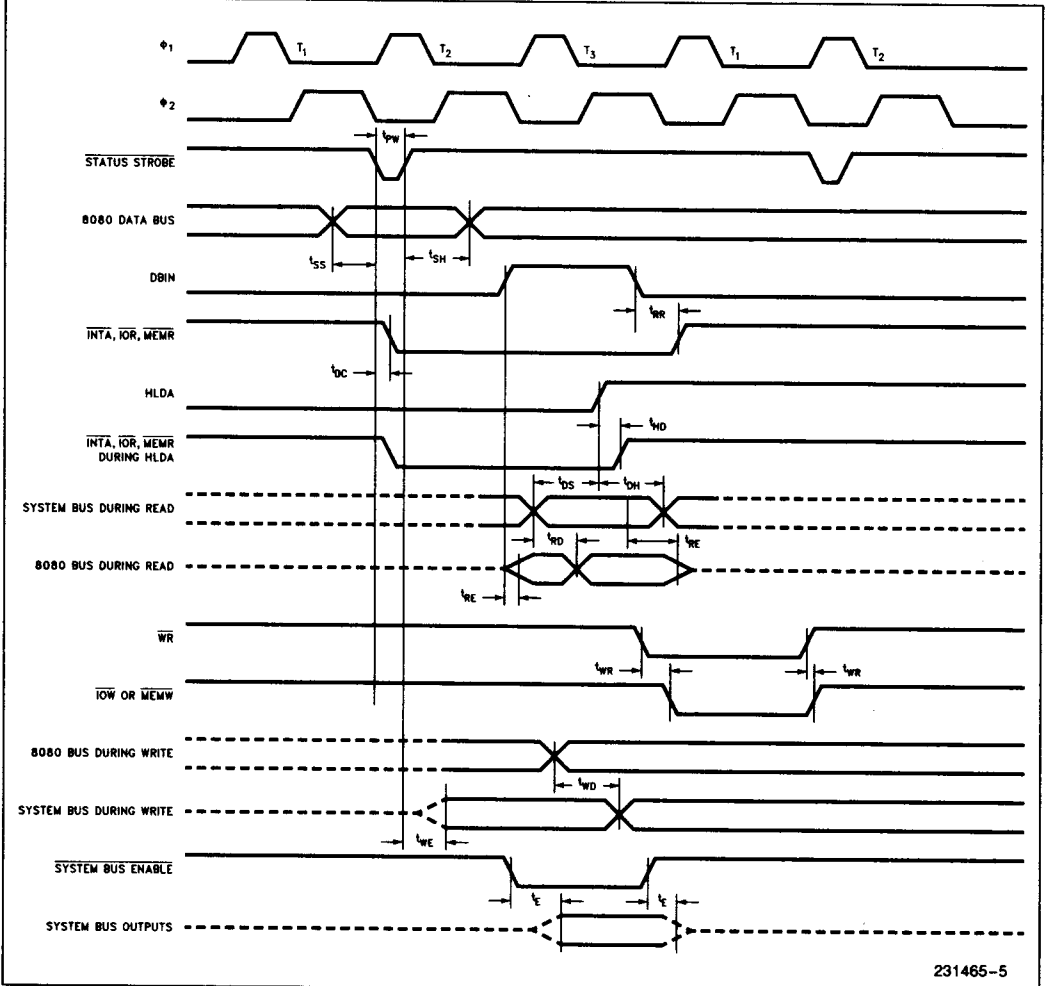 ϕ1 T1 T2 T3 T1 T2
ϕ2
tPW
STATUS STROBE
8080 DATA BUS
tSS tSH
DBIN
tRR
INTA, IOR, MEMR
tDC
HLDA
tHD
INTA, IOR, MEMR
DURING HLDA
tDS tDH
SYSTEM BUS DURING READ
tRD tRE
8080 BUS DURING READ
tRE
WR
tWR tWR
IOW OR MEMW
8080 BUS DURING WRITE
tWD
SYSTEM BUS DURING WRITE
tWE
SYSTEM BUS ENABLE
tE tE
SYSTEM BUS OUTPUTS
231465-5